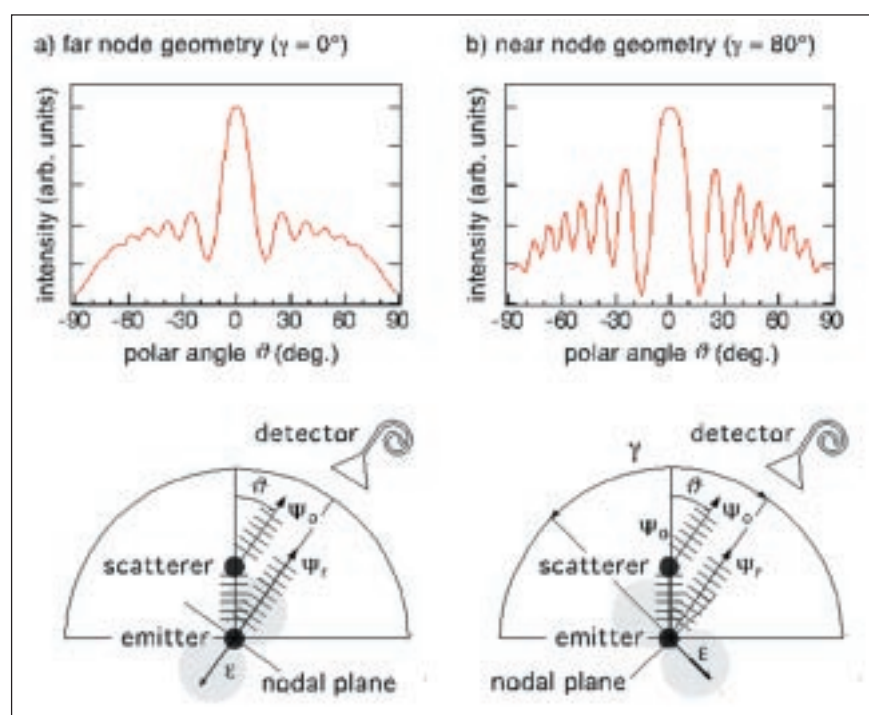 a) far node geometry (γ = 0°)
b) near node geometry (γ = 80°)
intensity (arb. units)
-90 -30 0 30 60 90
polar angle ϑ (deg.)
intensity (arb. units)
-90 -60 -30 0 30 60 90
polar angle ϑ (deg.)
detector
ϑ
Ψₒ
scatterer
Ψᵣ
emitter
ε
nodal plane
γ
detector
ϑ
Ψₒ Ψₒ
scatterer
Ψᵣ
emitter
ε
nodal plane